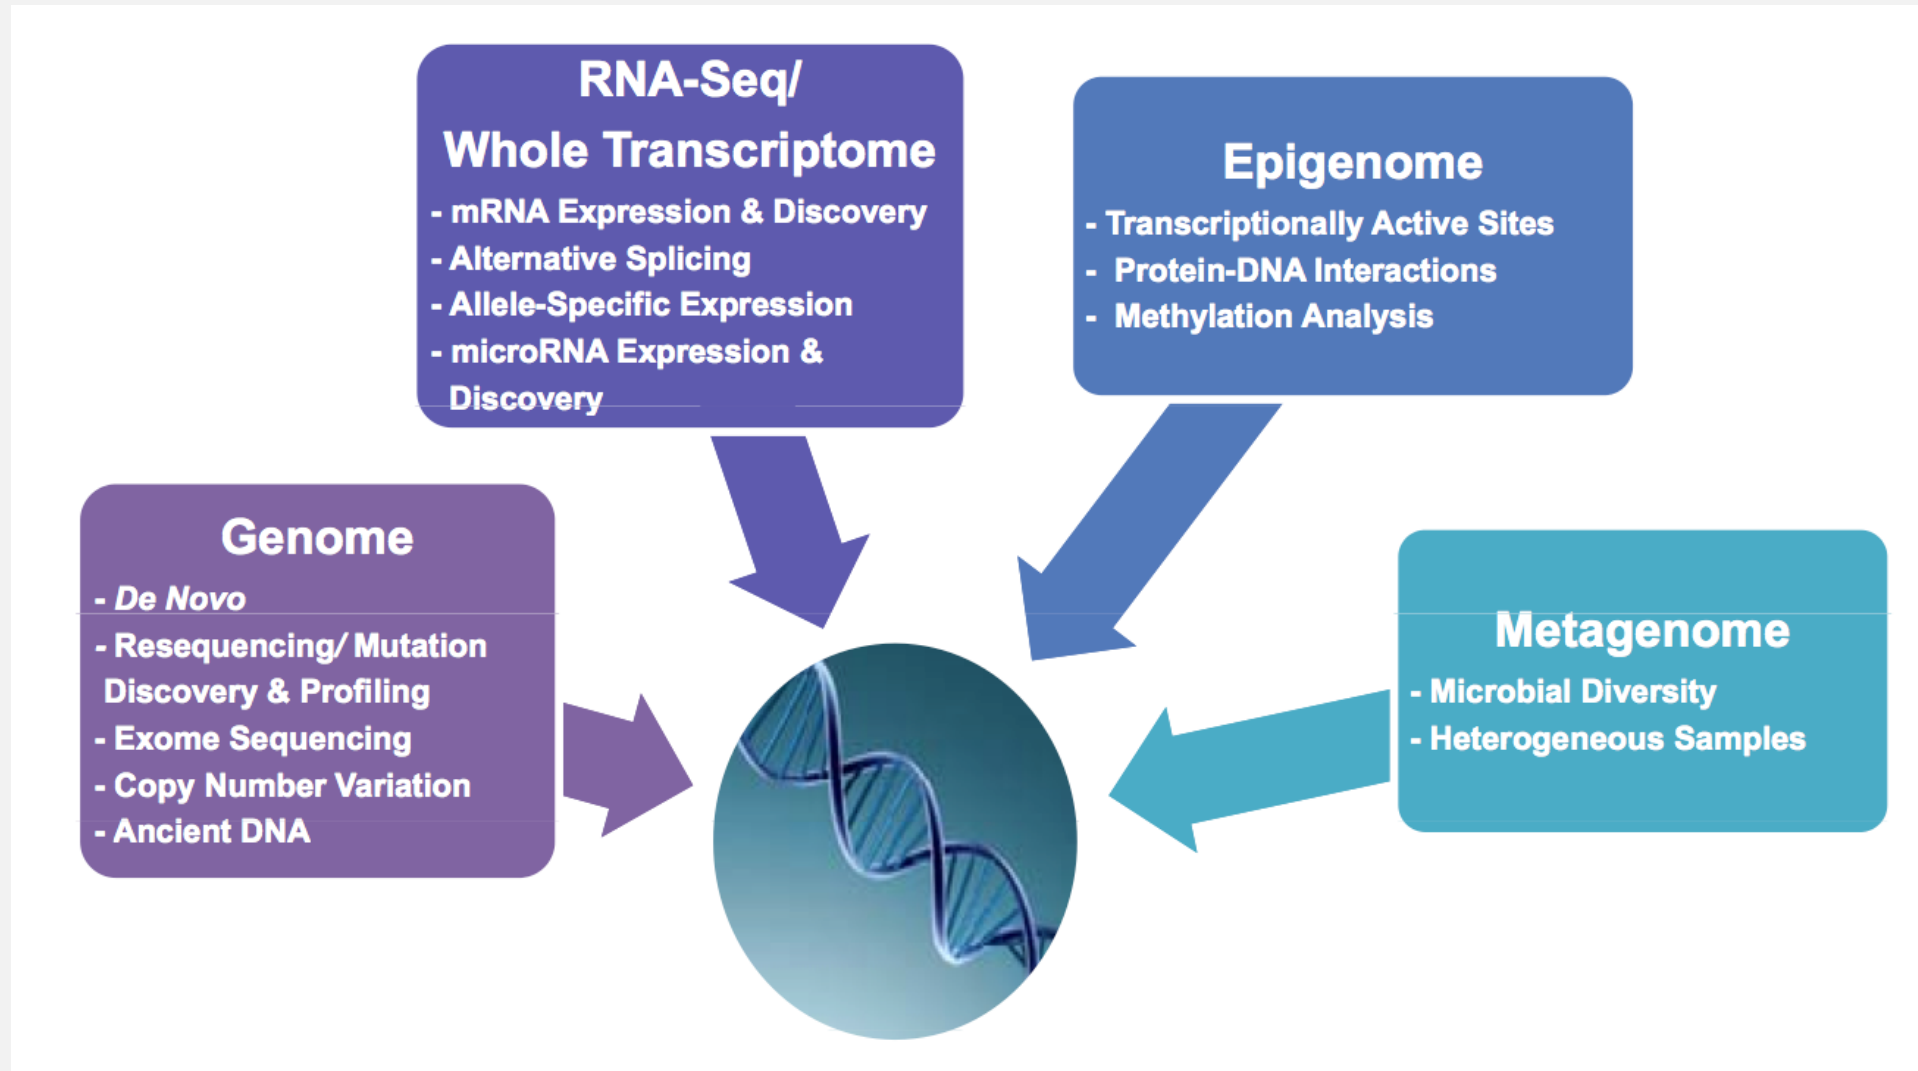 RNA-Seq/
Whole Transcriptome
- mRNA Expression & Discovery
- Alternative Splicing
- Allele-Specific Expression
- microRNA Expression &
Discovery
Epigenome
- Transcriptionally Active Sites
- Protein-DNA Interactions
- Methylation Analysis
Genome
- De Novo
- Resequencing/ Mutation
Discovery & Profiling
- Exome Sequencing
- Copy Number Variation
- Ancient DNA
Metagenome
- Microbial Diversity
- Heterogeneous Samples